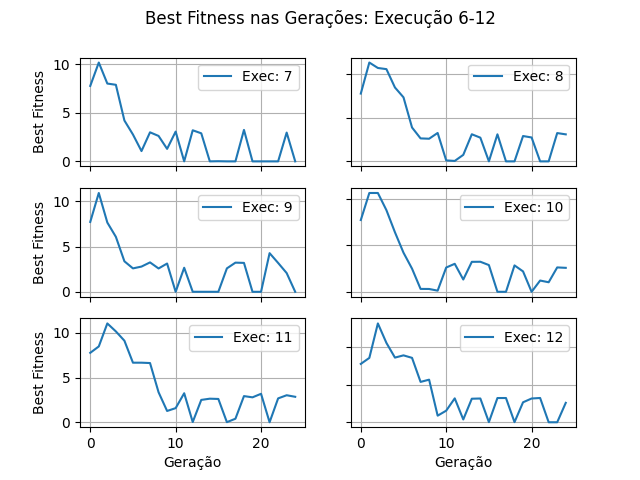 Best Fitness nas Gerações: Execução 6-12
10
5
0
Best Fitness
Exec: 7
Exec: 8
10
5
0
Best Fitness
Exec: 9
Exec: 10
10
5
0
Best Fitness
Exec: 11
Exec: 12
0
10
20
0
10
20
Geração
Geração